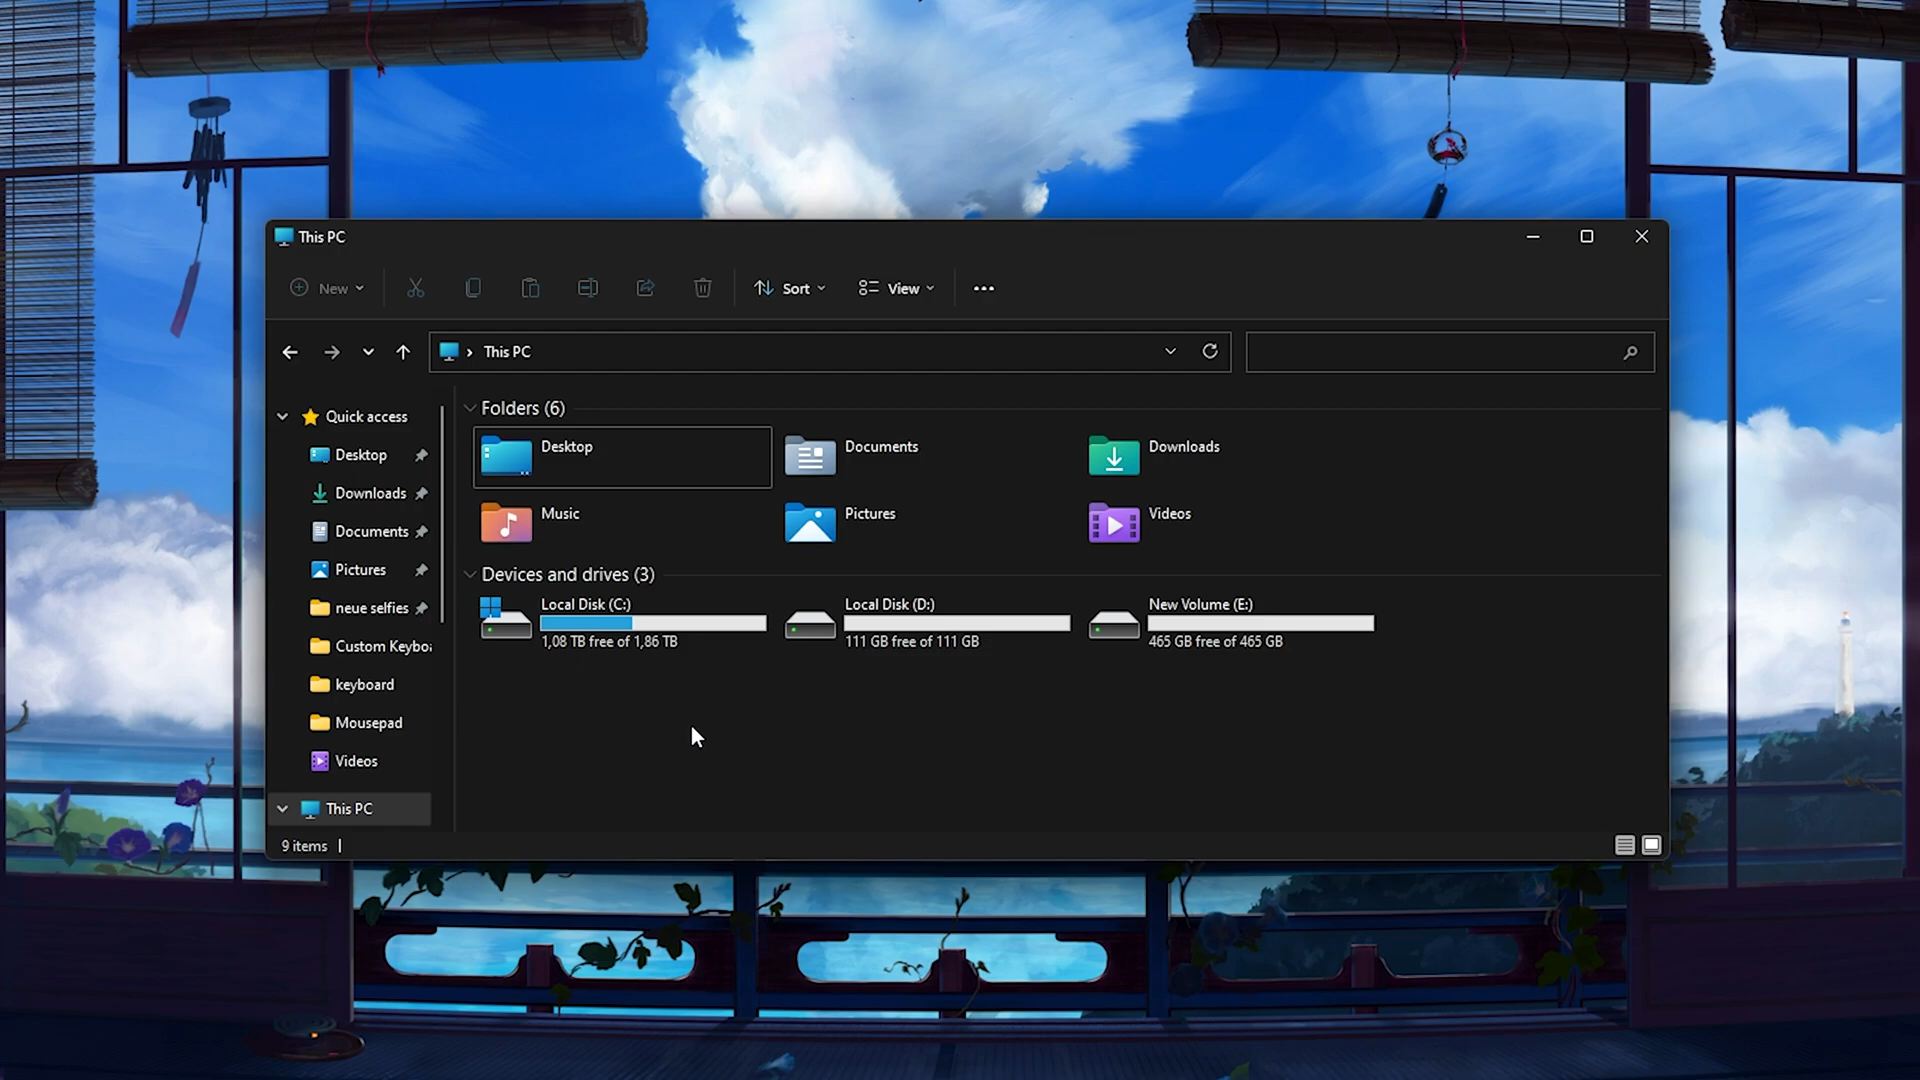 This PC
New
Sort
View
This PC
Quick access
Desktop
Downloads
Documents
Pictures
neue selfies
Custom Keybo
keyboard
Mousepad
Videos
This PC
Folders (6)
Desktop
Documents
Downloads
Music
Pictures
Videos
Devices and drives (3)
Local Disk (C:)
1,08 TB free of 1,86 TB
Local Disk (D:)
111 GB free of 111 GB
New Volume (E:)
465 GB free of 465 GB
9 items